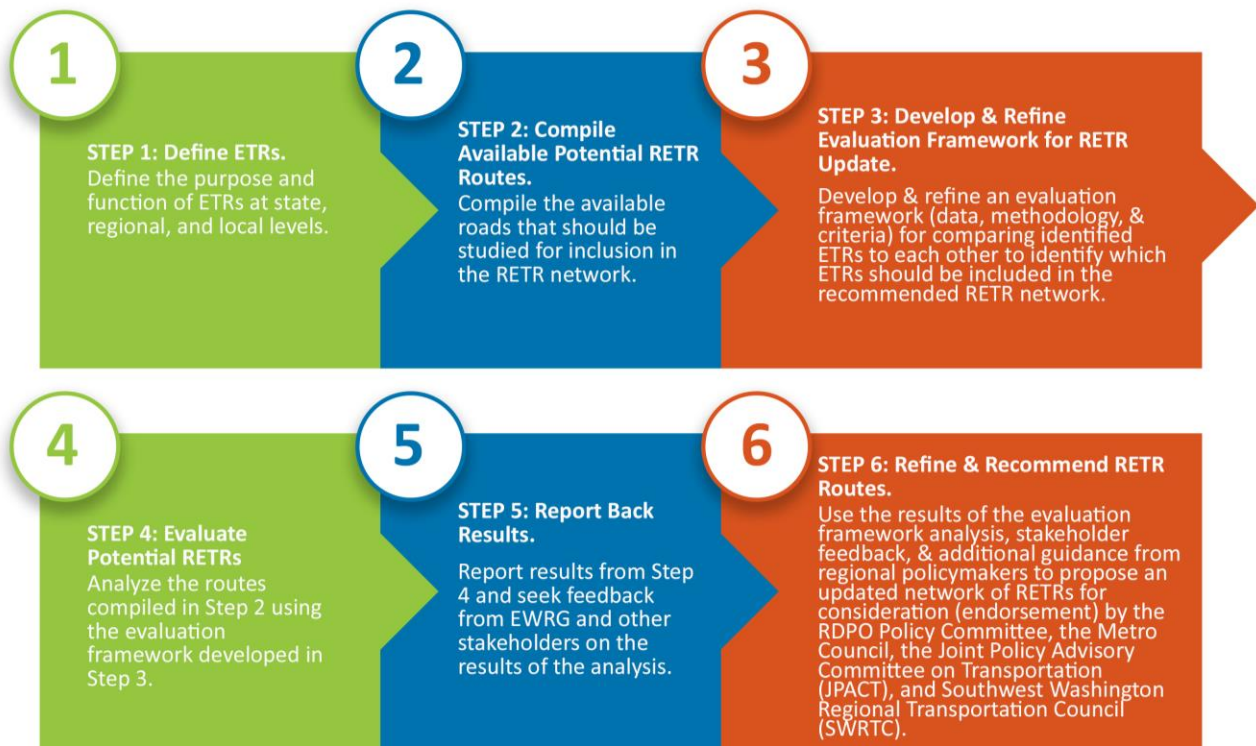 1
STEP 1: Define ETRs.
Define the purpose and
function of ETRs at state,
regional, and local levels.
2
STEP 2: Compile
Available Potential RETR
Routes.
Compile the available
roads that should be
studied for inclusion in
the RETR network.
3
STEP 3: Develop & Refine
Evaluation Framework for RETR
Update.
Develop & refine an evaluation
framework (data, methodology, &
criteria) for comparing identified
ETRs to each other to identify which
ETRs should be included in the
recommended RETR network.
4
STEP 4: Evaluate
Potential RETRs
Analyze the routes
compiled in Step 2 using
the evaluation
framework developed in
Step 3.
5
STEP 5: Report Back
Results.
Report results from Step
4 and seek feedback
from EWRG and other
stakeholders on the
results of the analysis.
6
STEP 6: Refine & Recommend RETR
Routes.
Use the results of the evaluation
framework analysis, stakeholder
feedback, & additional guidance from
regional policymakers to propose an
updated network of RETRs for
consideration (endorsement) by the
RDPO Policy Committee, the Metro
Council, the Joint Policy Advisory
Committee on Transportation
(JPACT), and Southwest Washington
Regional Transportation Council
(SWRTC).